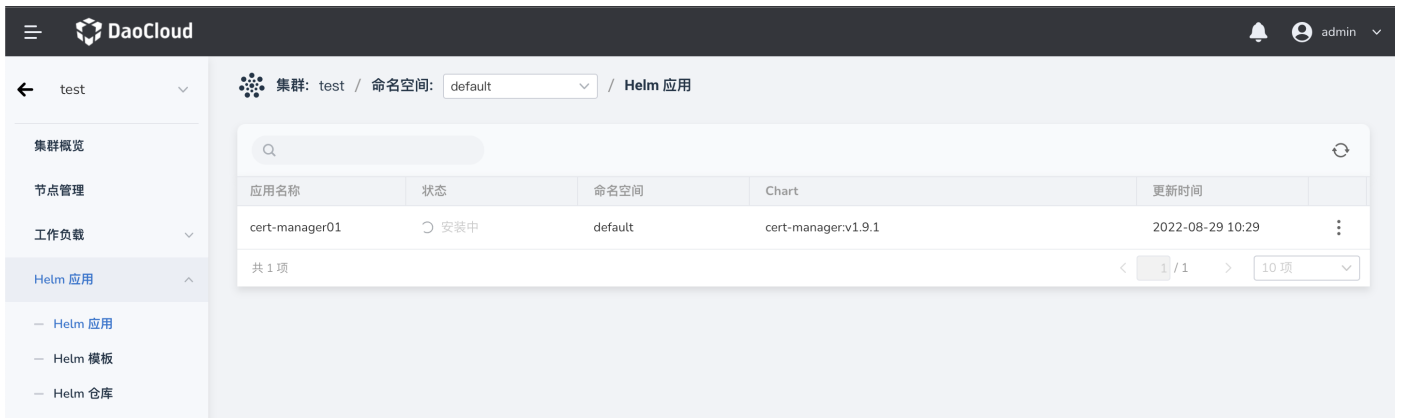 DaoCloud admin
test
集群: test / 命名空间: default / Helm 应用
集群概览
节点管理
工作负载
Helm 应用
Helm 应用
Helm 模板
Helm 仓库
应用名称 状态 命名空间 Chart 更新时间
cert-manager01 安装中 default cert-manager:v1.9.1 2022-08-29 10:29
共 1 项 1 / 1 10 项